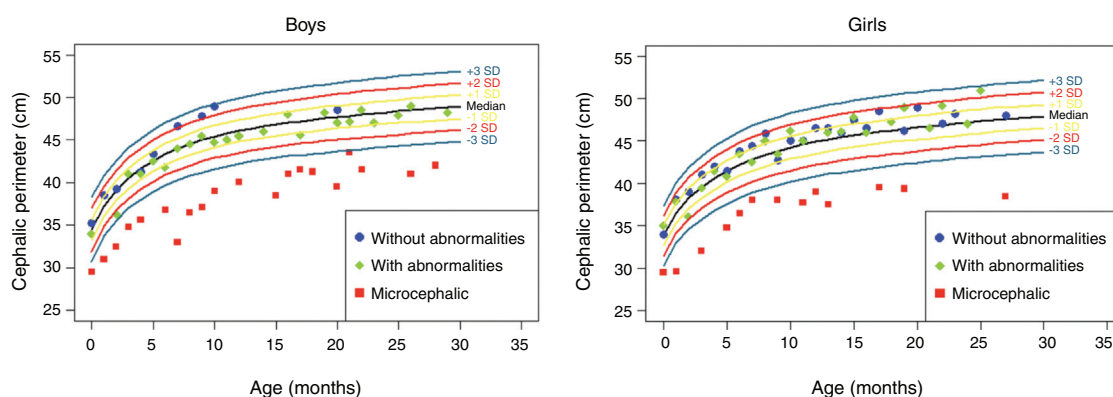 Boys
Cephalic perimeter (cm)
55
50
45
40
35
30
25
+3 SD
+2 SD
+1 SD
Median
-1 SD
-2 SD
-3 SD
Without abnormalities
With abnormalities
Microcephalic
0 5 10 15 20 25 30 35
Age (months)
Girls
Cephalic perimeter (cm)
55
50
45
40
35
30
25
+3 SD
+2 SD
+1 SD
Median
-1 SD
-2 SD
-3 SD
Without abnormalities
With abnormalities
Microcephalic
0 5 10 15 20 25 30 35
Age (months)